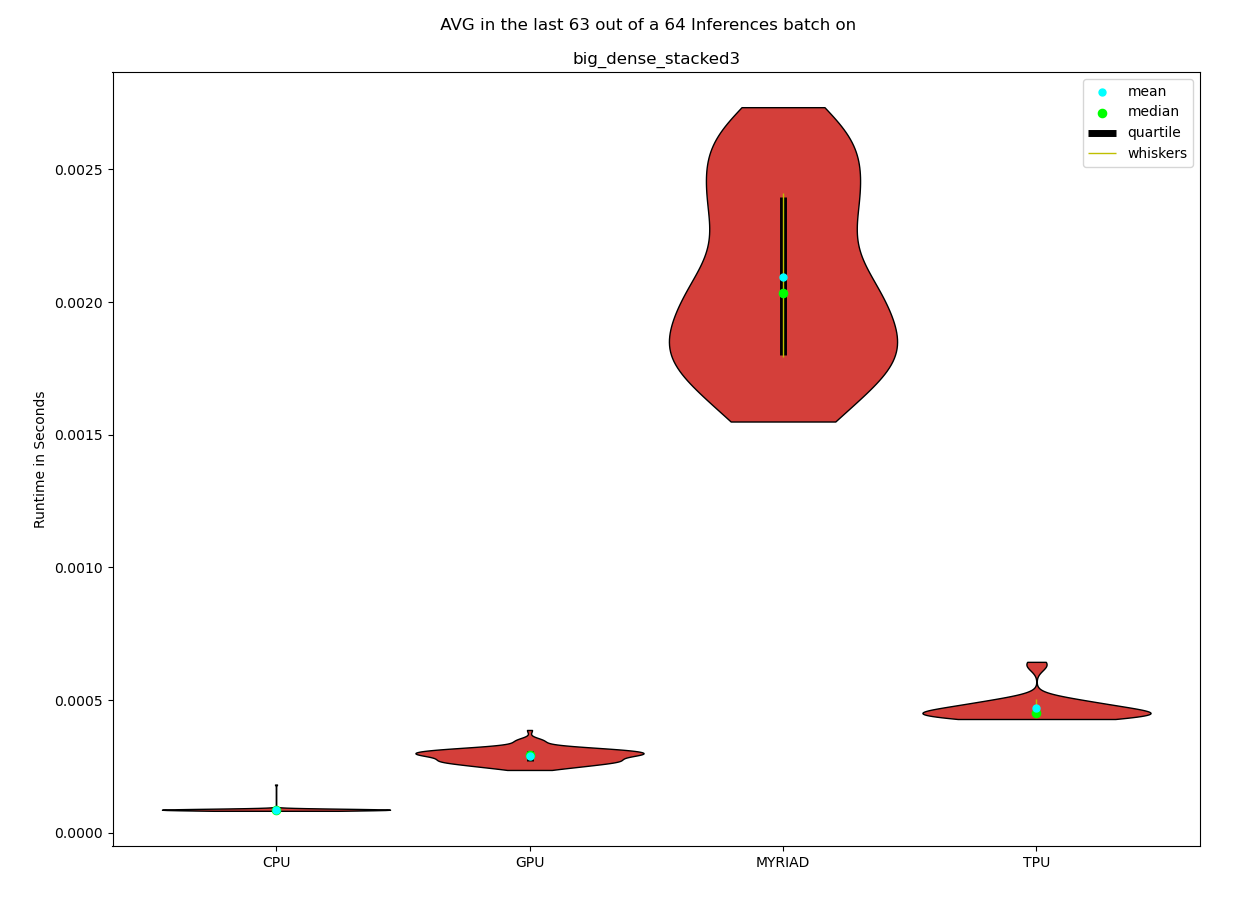 AVG in the last 63 out of a 64 Inferences batch on
big_dense_stacked3
mean
median
quartile
whiskers
Runtime in Seconds
0.0025
0.0020
0.0015
0.0010
0.0005
0.0000
CPU GPU MYRIAD TPU